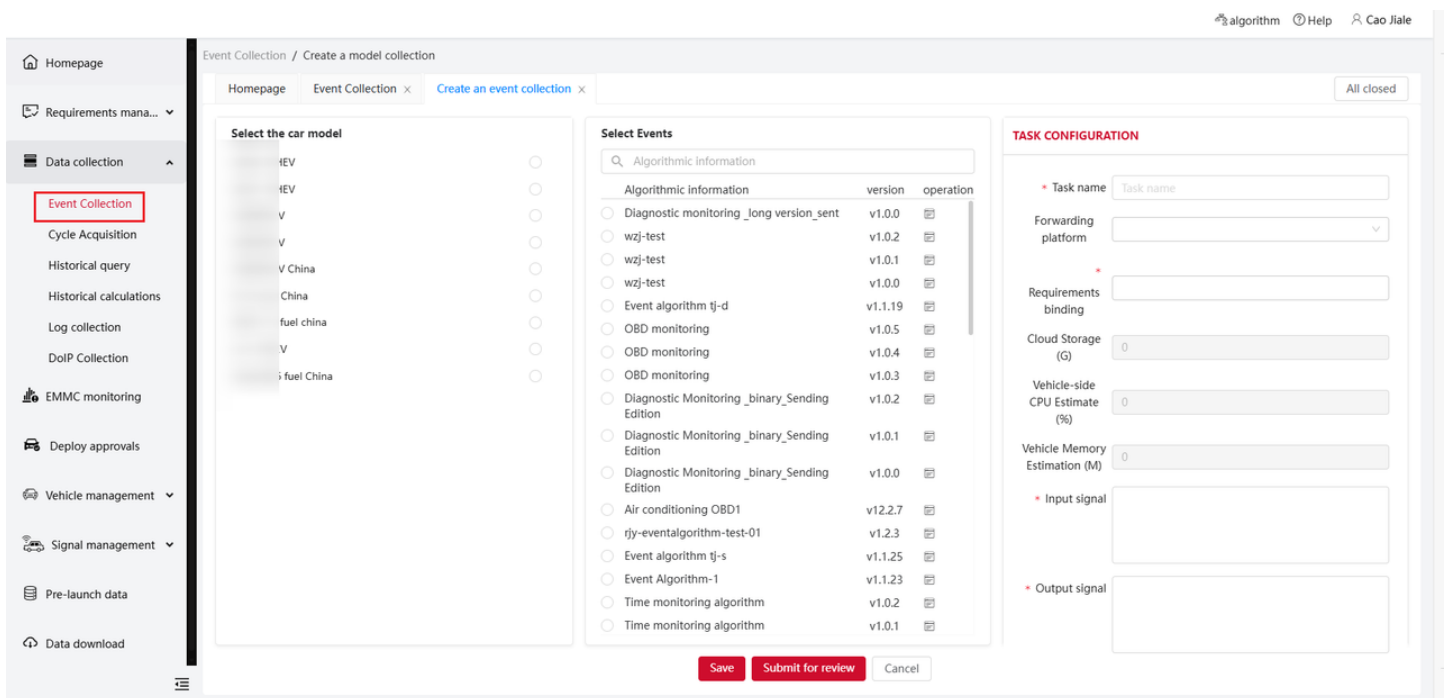 algorithm Help Cao Jiale
Homepage
Requirements mana...
Data collection
Event Collection
Cycle Acquisition
Historical query
Historical calculations
Log collection
DoIP Collection
EMMC monitoring
Deploy approvals
Vehicle management
Signal management
Pre-launch data
Data download
Event Collection / Create a model collection
Homepage Event Collection × Create an event collection × All closed
Select the car model
HEV
HEV
V
V
V China
China
fuel china
V
fuel China
Select Events
Algorithmic information
Algorithmic information version operation
Diagnostic monitoring _long version_sent v1.0.0
wzj-test v1.0.2
wzj-test v1.0.1
wzj-test v1.0.0
Event algorithm tj-d v1.1.19
OBD monitoring v1.0.5
OBD monitoring v1.0.4
OBD monitoring v1.0.3
Diagnostic Monitoring _binary_Sending v1.0.2
Edition
Diagnostic Monitoring _binary_Sending v1.0.1
Edition
Diagnostic Monitoring _binary_Sending v1.0.0
Edition
Air conditioning OBD1 v12.2.7
rjy-eventalgorithm-test-01 v1.2.3
Event algorithm tj-s v1.1.25
Event Algorithm-1 v1.1.23
Time monitoring algorithm v1.0.2
Time monitoring algorithm v1.0.1
TASK CONFIGURATION
* Task name Task name
Forwarding
platform
*
Requirements
binding
Cloud Storage
(G) 0
Vehicle-side
CPU Estimate 0
(%)
Vehicle Memory
Estimation (M) 0
* Input signal
* Output signal
Save Submit for review Cancel